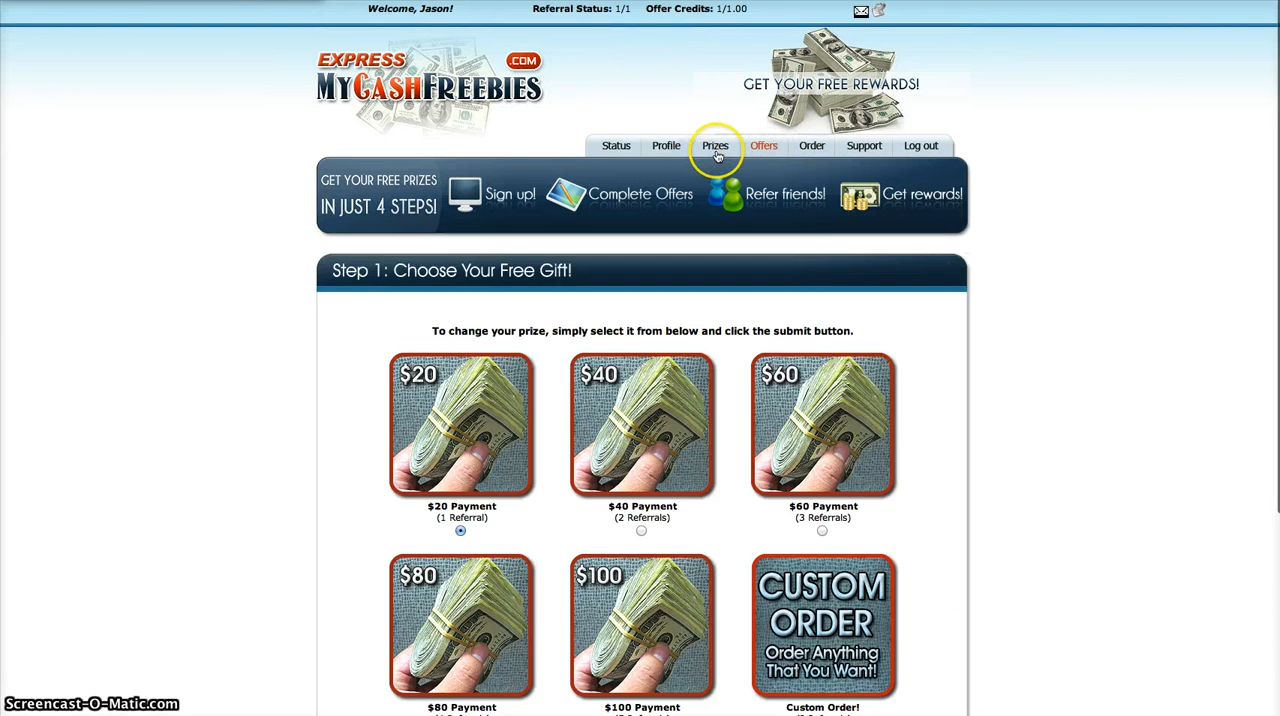 Welcome, Jason!
Referral Status: 1/1
Offer Credits: 1/1.00
EXPRESS .COM
MYCASHFREEBIES
GET YOUR FREE REWARDS!
Status Profile Prizes Offers Order Support Log out
GET YOUR FREE PRIZES
IN JUST 4 STEPS!
Sign up!
Complete Offers
Refer friends!
Get rewards!
Step 1: Choose Your Free Gift!
To change your prize, simply select it from below and click the submit button.
$20
$40
$60
$20 Payment
(1 Referral)
$40 Payment
(2 Referrals)
$60 Payment
(3 Referrals)
$80
$100
CUSTOM
ORDER
Order Anything
That You Want!
$80 Payment
$100 Payment
Custom Order!
Screencast-O-Matic.com